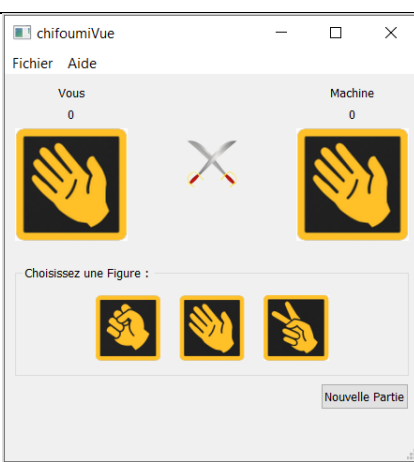 chifoumiVue
Fichier Aide
Vous Machine
0 0
Choisissez une Figure :
Nouvelle Partie